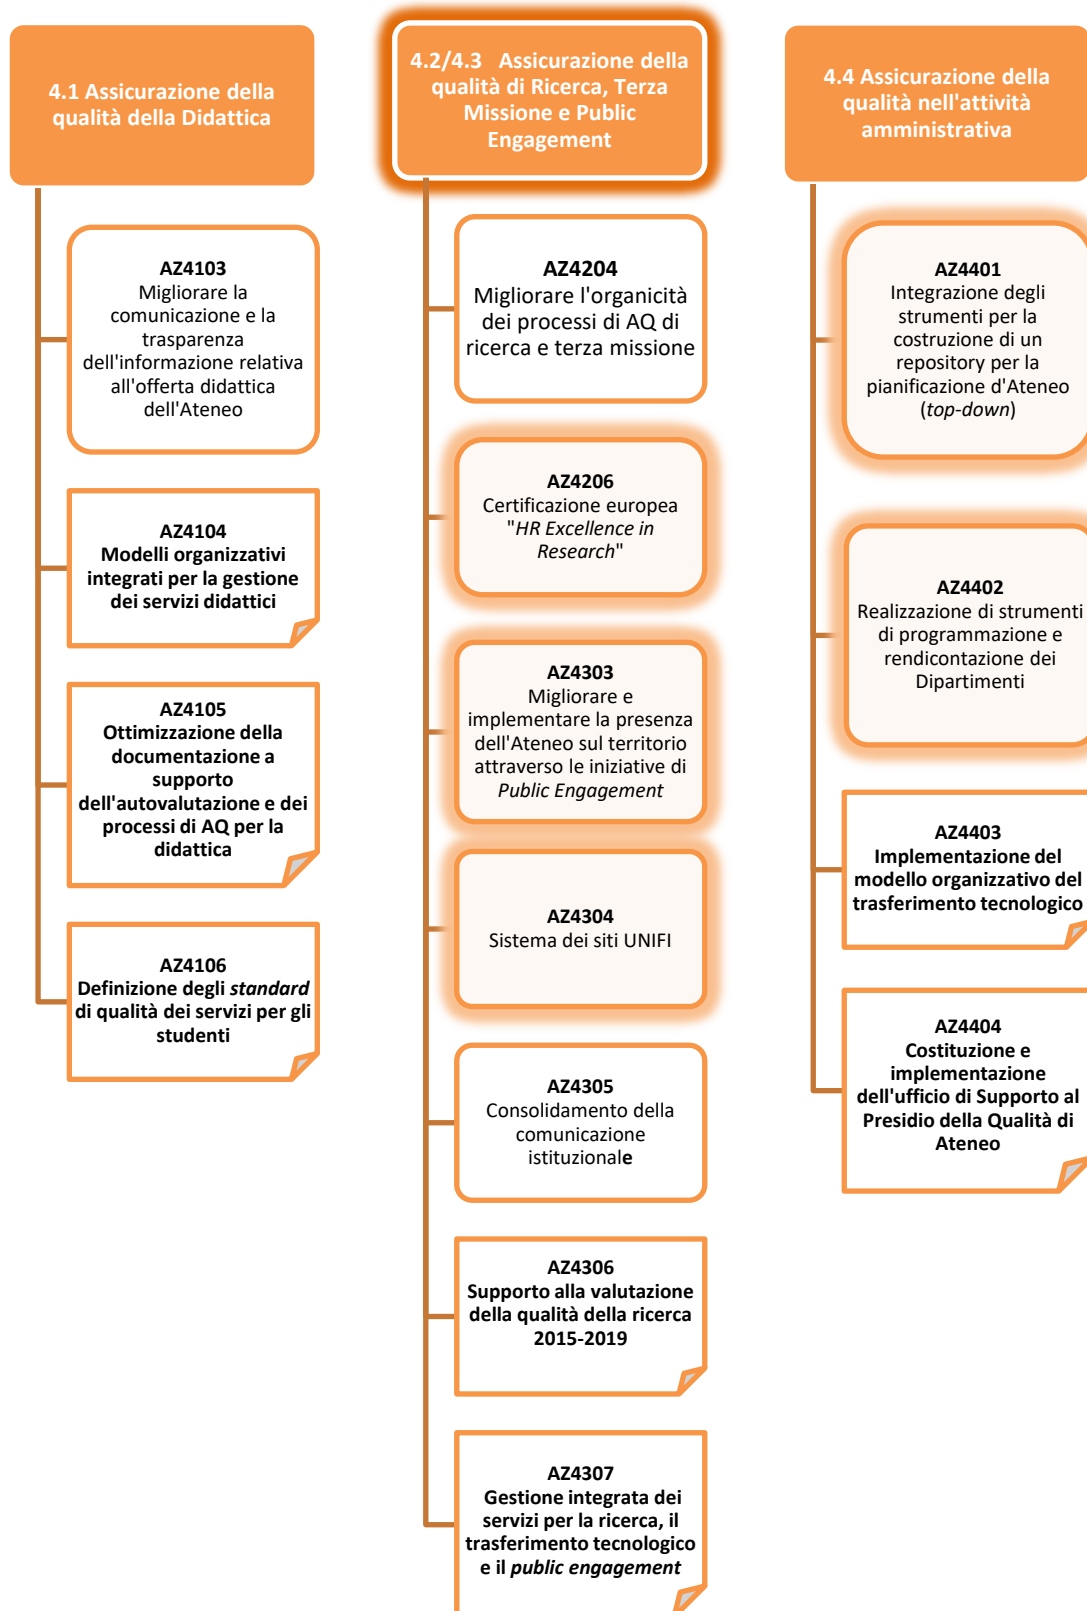 4.1 Assicurazione della
qualità della Didattica
AZ4103
Migliorare la
comunicazione e la
trasparenza
dell'informazione relativa
all'offerta didattica
dell'Ateneo
AZ4104
Modelli organizzativi
integrati per la gestione
dei servizi didattici
AZ4105
Ottimizzazione della
documentazione a
supporto
dell'autovalutazione e dei
processi di AQ per la
didattica
AZ4106
Definizione degli standard
di qualità dei servizi per gli
studenti
4.2/4.3 Assicurazione della
qualità di Ricerca, Terza
Missione e Public
Engagement
AZ4204
Migliorare l'organicità
dei processi di AQ di
ricerca e terza missione
AZ4206
Certificazione europea
"HR Excellence in
Research"
AZ4303
Migliorare e
implementare la presenza
dell'Ateneo sul territorio
attraverso le iniziative di
Public Engagement
AZ4304
Sistema dei siti UNIFI
AZ4305
Consolidamento della
comunicazione
istituzionale
AZ4306
Supporto alla valutazione
della qualità della ricerca
2015-2019
AZ4307
Gestione integrata dei
servizi per la ricerca, il
trasferimento tecnologico
e il public engagement
4.4 Assicurazione della
qualità nell'attività
amministrativa
AZ4401
Integrazione degli
strumenti per la
costruzione di un
repository per la
pianificazione d'Ateneo
(top-down)
AZ4402
Realizzazione di strumenti
di programmazione e
rendicontazione dei
Dipartimenti
AZ4403
Implementazione del
modello organizzativo del
trasferimento tecnologico
AZ4404
Costituzione e
implementazione
dell'ufficio di Supporto al
Presidio della Qualità di
Ateneo